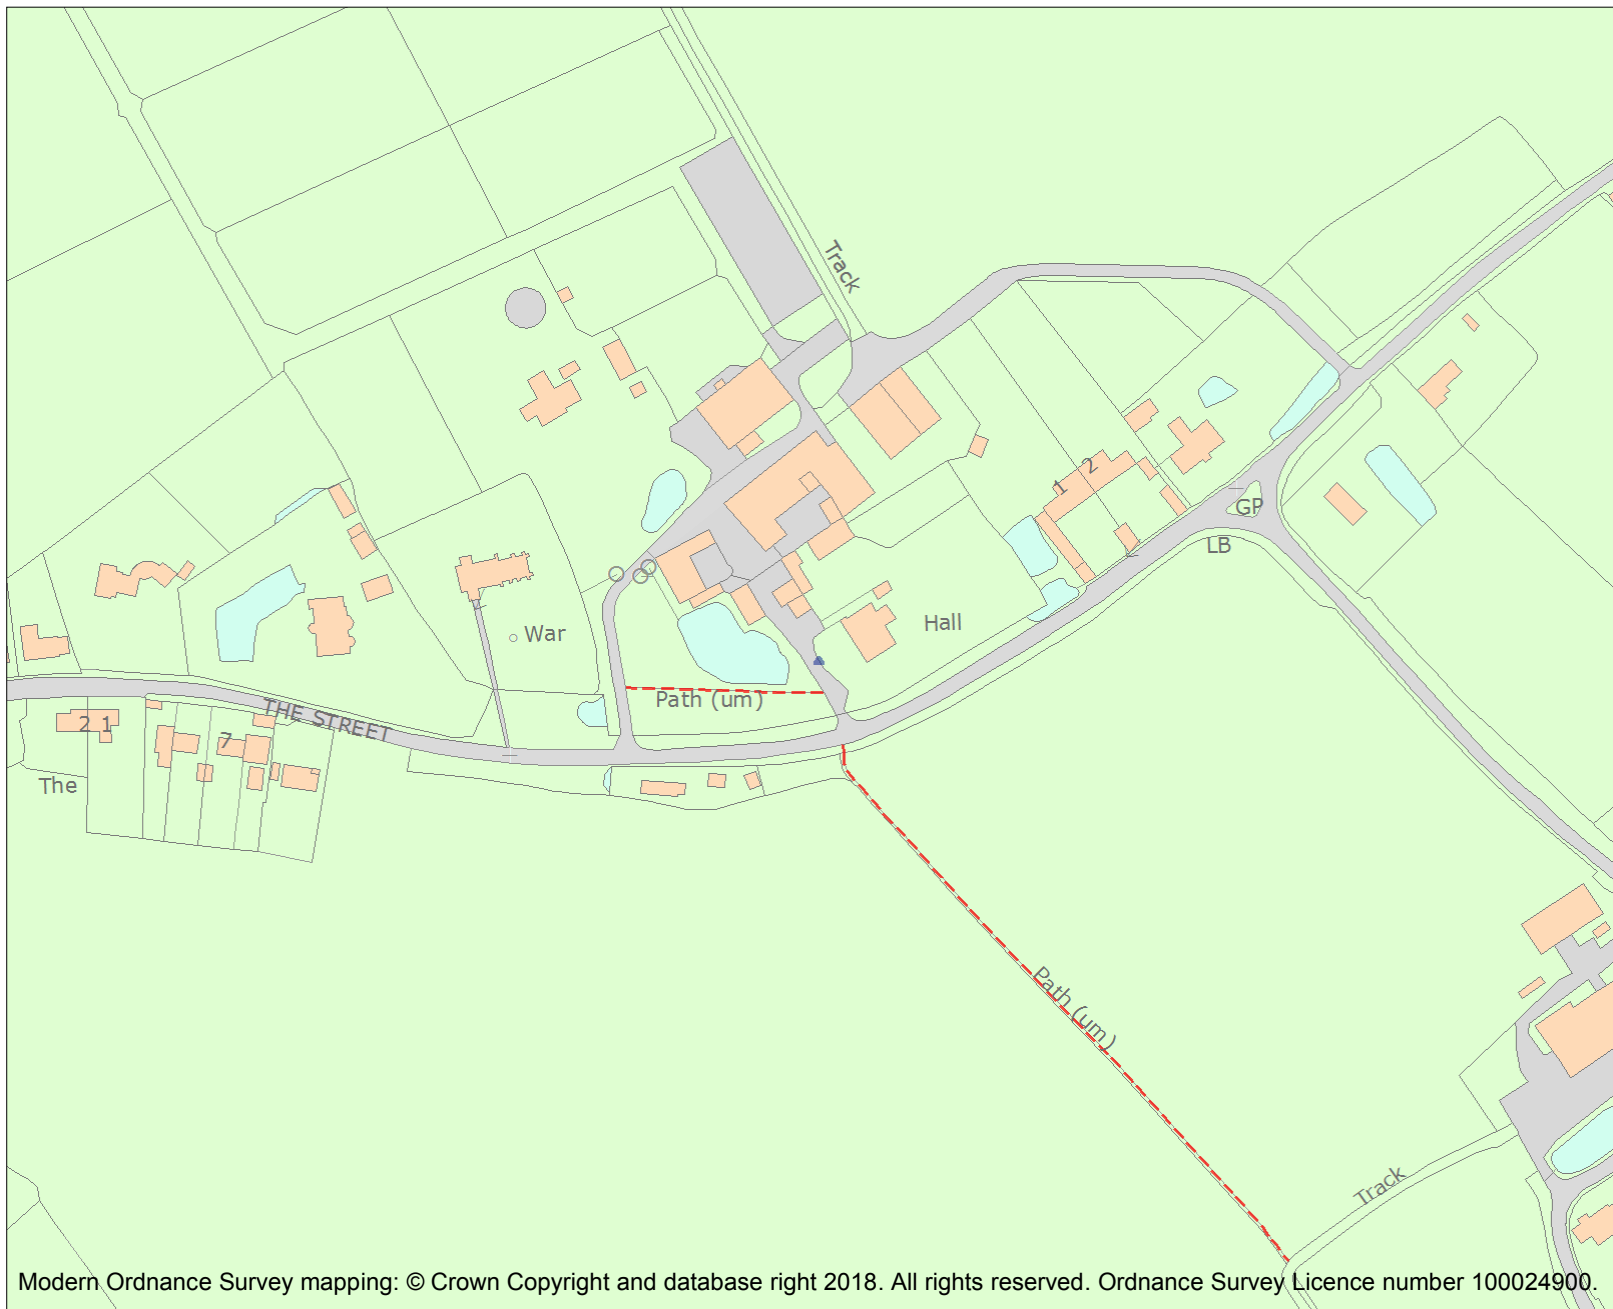 Track
1
2
GP
LB
Hall
War
Path (um)
THE STREET
2 1
7
The
Path (um)
Track
Modern Ordnance Survey mapping: © Crown Copyright and database right 2018. All rights reserved. Ordnance Survey Licence number 100024900.